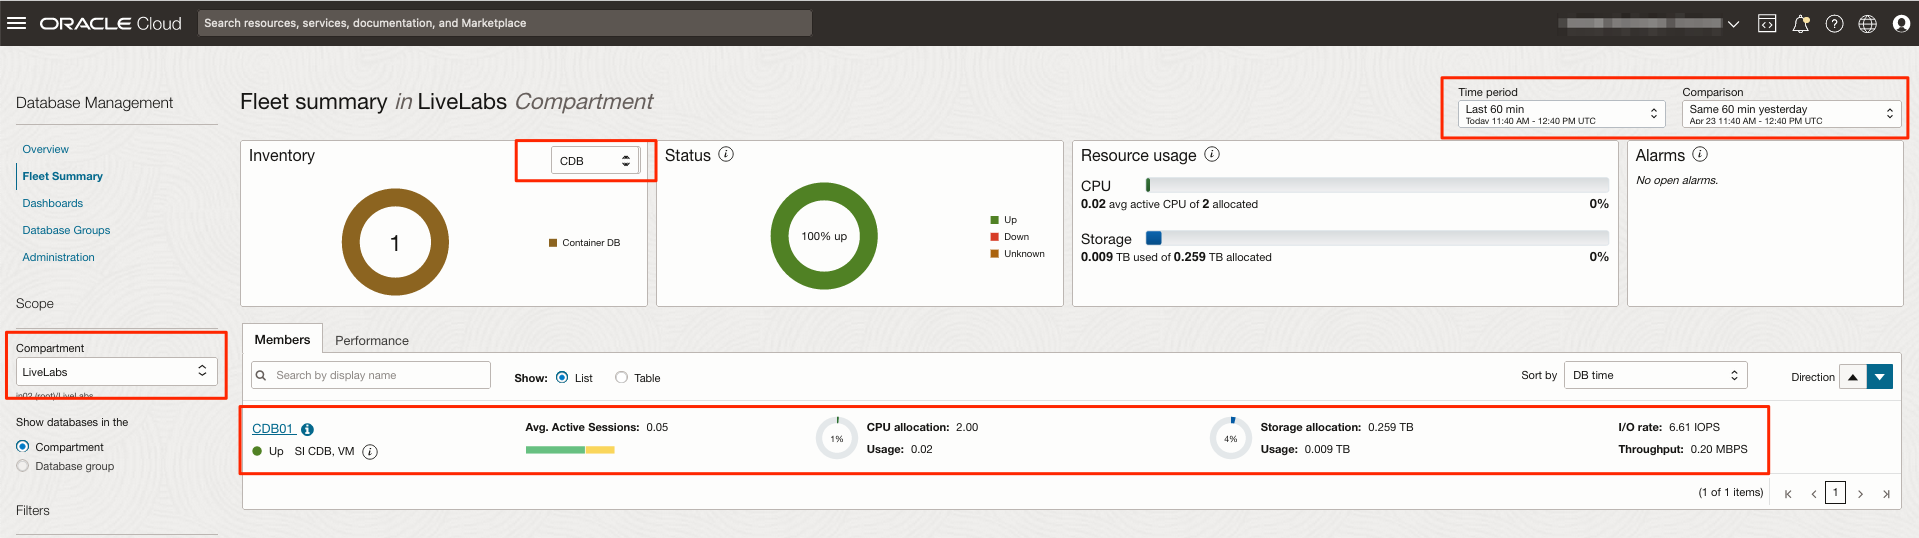 ORACLE Cloud
Search resources, services, documentation, and Marketplace
Database Management
Overview
Fleet Summary
Dashboards
Database Groups
Administration
Scope
Compartment
LiveLabs
Show databases in the
Compartment
Database group
Filters
Fleet summary in LiveLabs Compartment
Time period
Last 60 min
Today 11:40 AM - 12:40 PM UTC
Comparison
Same 60 min yesterday
Apr 23 11:40 AM - 12:40 PM UTC
Inventory
CDB
1
Container DB
Status
100% up
Up
Down
Unknown
Resource usage
CPU
0.02 avg active CPU of 2 allocated 0%
Storage
0.009 TB used of 0.259 TB allocated 0%
Alarms
No open alarms.
Members Performance
Search by display name
Show: List Table
Sort by DB time
Direction
CDB01
Up SI CDB, VM
Avg. Active Sessions: 0.05
1%
CPU allocation: 2.00
Usage: 0.02
4%
Storage allocation: 0.259 TB
Usage: 0.009 TB
I/O rate: 6.61 IOPS
Throughput: 0.20 MBPS
(1 of 1 items) 1